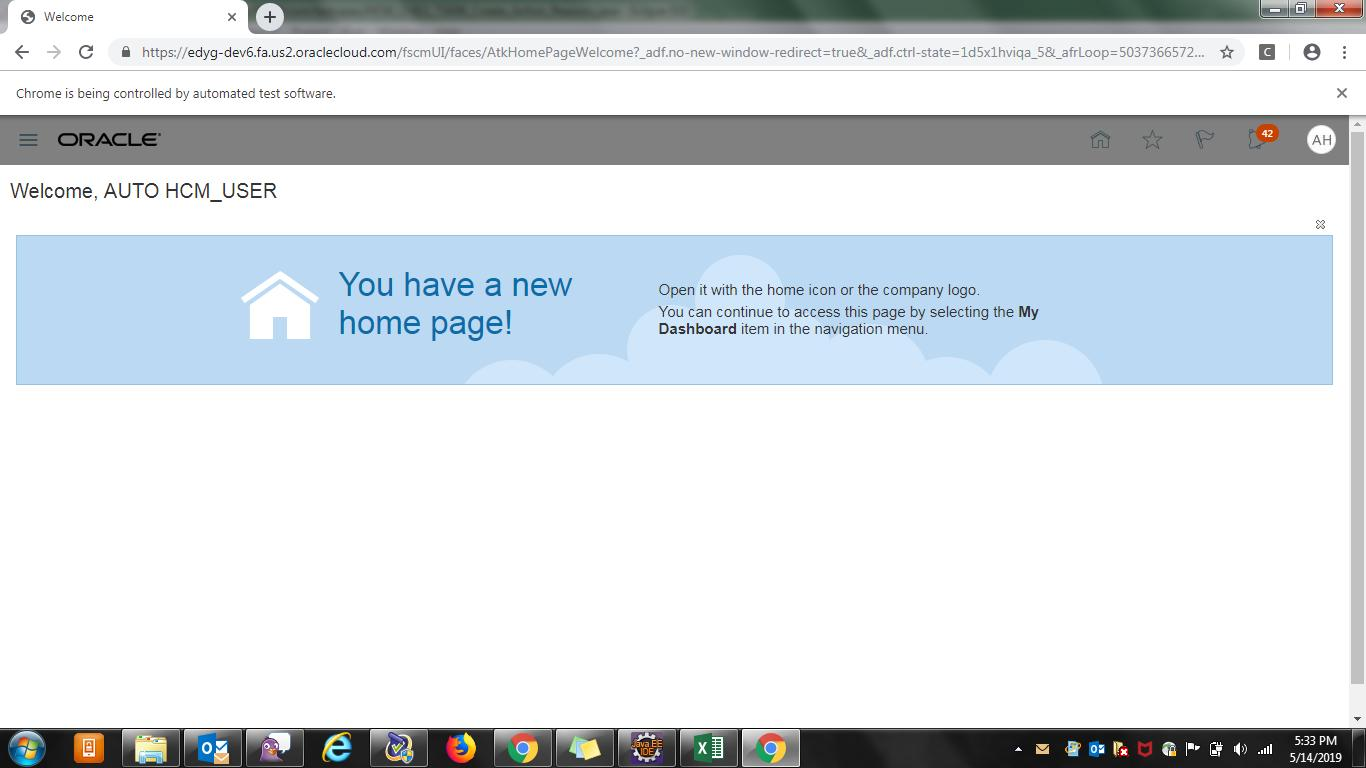 Welcome
https://edyg-dev6.fa.us2.oraclecloud.com/fscmUI/faces/AtkHomePageWelcome?_adf.no-new-window-redirect=true&_adf.ctrl-state=1d5x1hviqa_5&_afrLoop=5037366572...
C
Chrome is being controlled by automated test software.
ORACLE
42
AH
Welcome, AUTO HCM_USER
You have a new
home page!
Open it with the home icon or the company logo.
You can continue to access this page by selecting the My
Dashboard item in the navigation menu.
Java EE
IDE
5:33 PM
5/14/2019